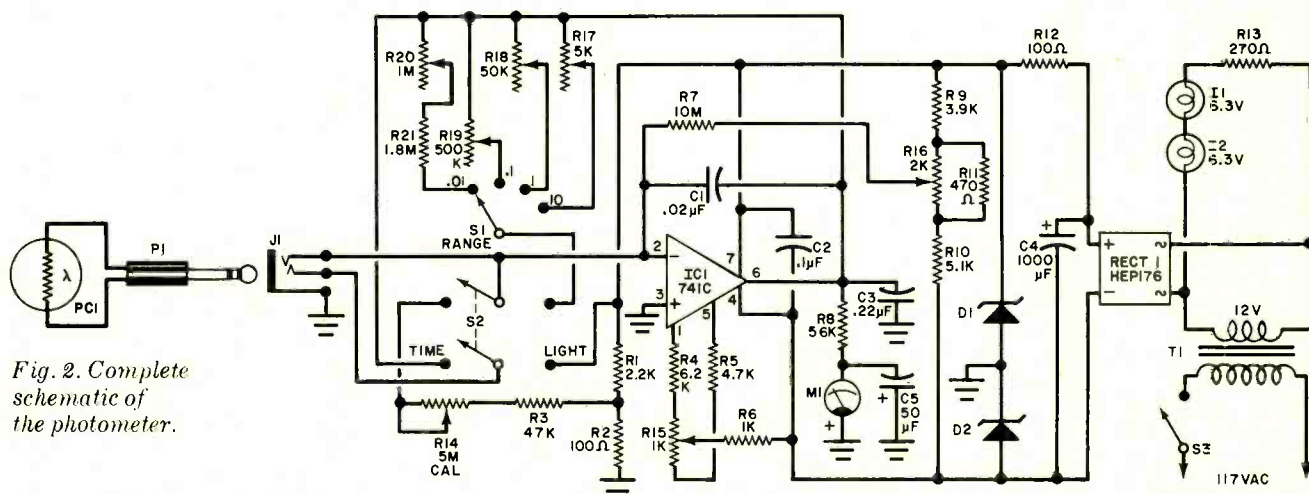 R20
1M
R18
50K
R17
5K
R21
1.8M
R19
500
K
.01
.1
1
10
S1
RANGE
PC1
λ
P1
J1
S2
TIME
LIGHT
R14
5M
CAL
R3
47K
R1
2.2K
R2
100Ω
R7
10M
C1
.02µF
2
3
IC1
741C
7
6
4
5
1
C2
.1µF
R4
6.2
K
R5
4.7K
R15
1K
R6
1K
R8
56K
C3
.22µF
M1
C5
50
µF
R9
3.9K
R16
2K
R11
470
Ω
R10
5.1K
D1
D2
R12
100Ω
C4
1000
µF
RECT 1
HEP176
R13
270Ω
I1
6.3V
I2
6.3V
12V
T1
S3
117VAC
Fig. 2. Complete
schematic of
the photometer.